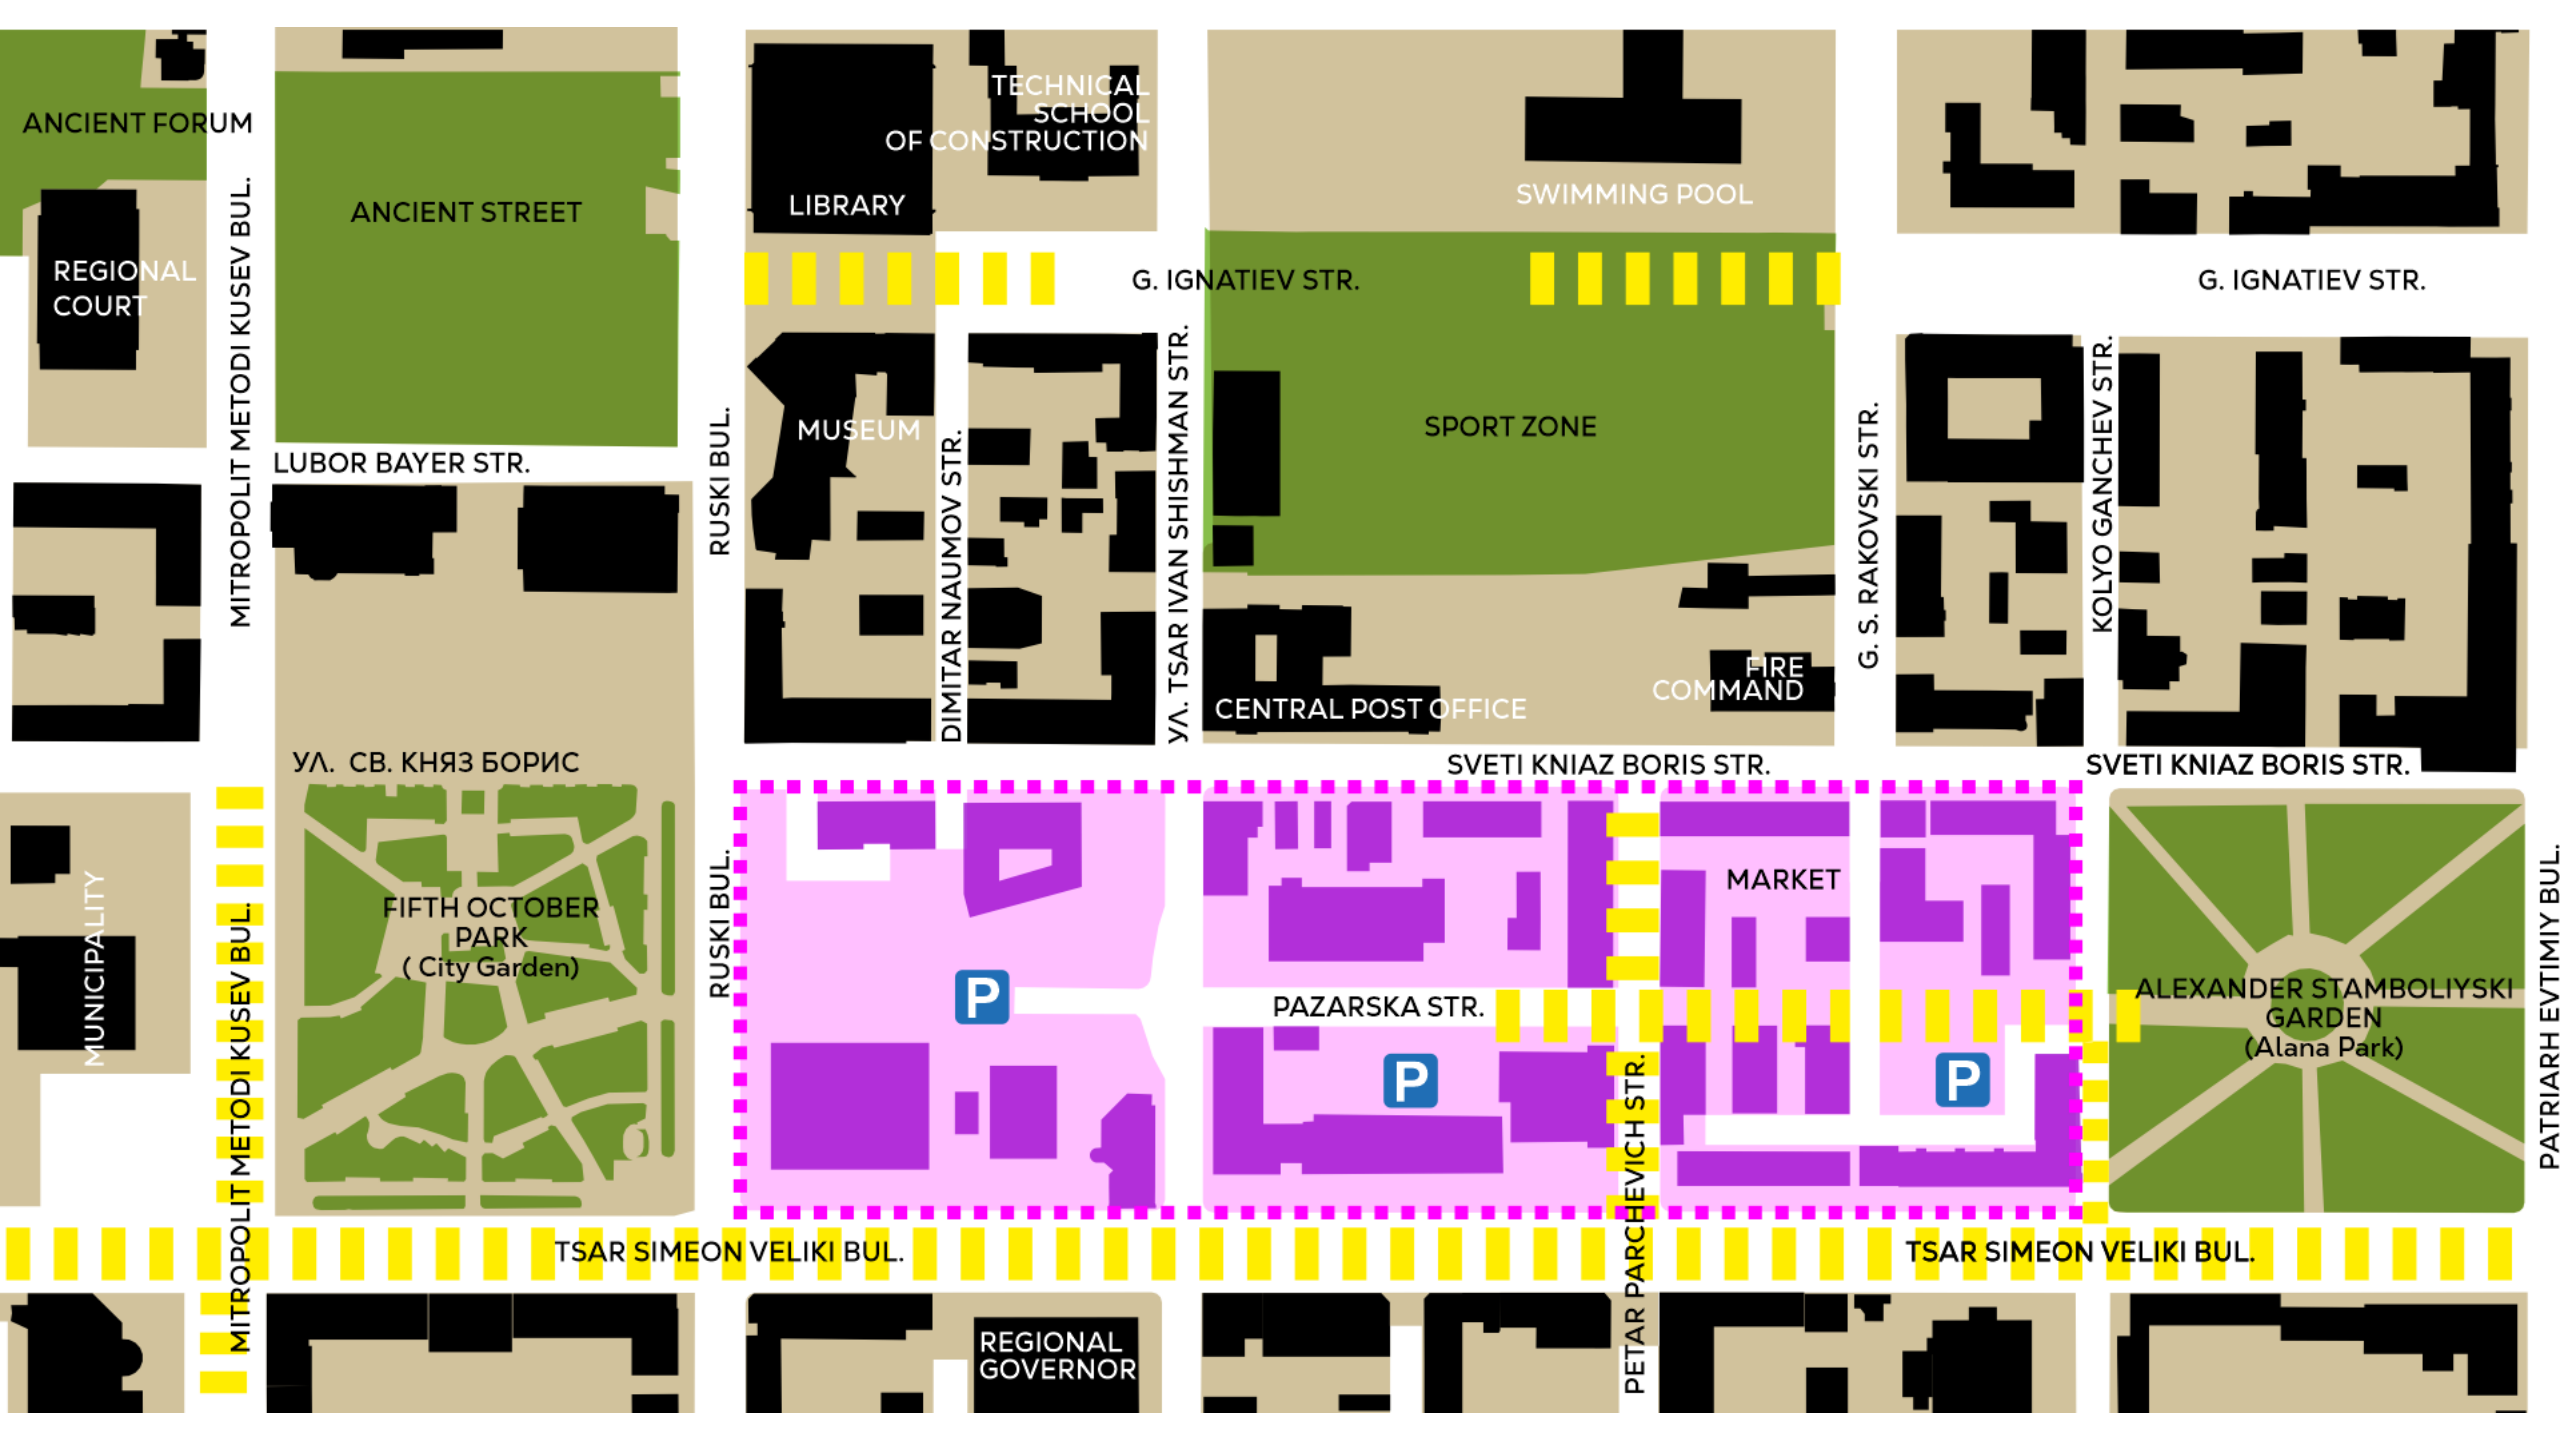 ANCIENT FORUM
REGIONAL
COURT
MITROPOLIT METODI KUSEV BUL.
ANCIENT STREET
LUBOR BAYER STR.
LIBRARY
TECHNICAL
SCHOOL
OF CONSTRUCTION
SWIMMING POOL
G. IGNATIEV STR.
G. IGNATIEV STR.
RUSKI BUL.
MUSEUM
DIMITAR NAUMOV STR.
УЛ. TSAR IVAN SHISHMAN STR.
SPORT ZONE
G. S. RAKOVSKI STR.
KOLYO GANCHEV STR.
CENTRAL POST OFFICE
FIRE
COMMAND
УЛ. СВ. КНЯЗ БОРИС
SVETI KNIAZ BORIS STR.
SVETI KNIAZ BORIS STR.
MUNICIPALITY
MITROPOLIT METODI KUSEV BUL.
FIFTH OCTOBER
PARK
( City Garden)
RUSKI BUL.
P
MARKET
PAZARSKA STR.
P
P
PETAR PARCHEVICH STR.
ALEXANDER STAMBOLIYSKI
GARDEN
(Alana Park)
PATRIARH EVTIMIY BUL.
TSAR SIMEON VELIKI BUL.
TSAR SIMEON VELIKI BUL.
REGIONAL
GOVERNOR